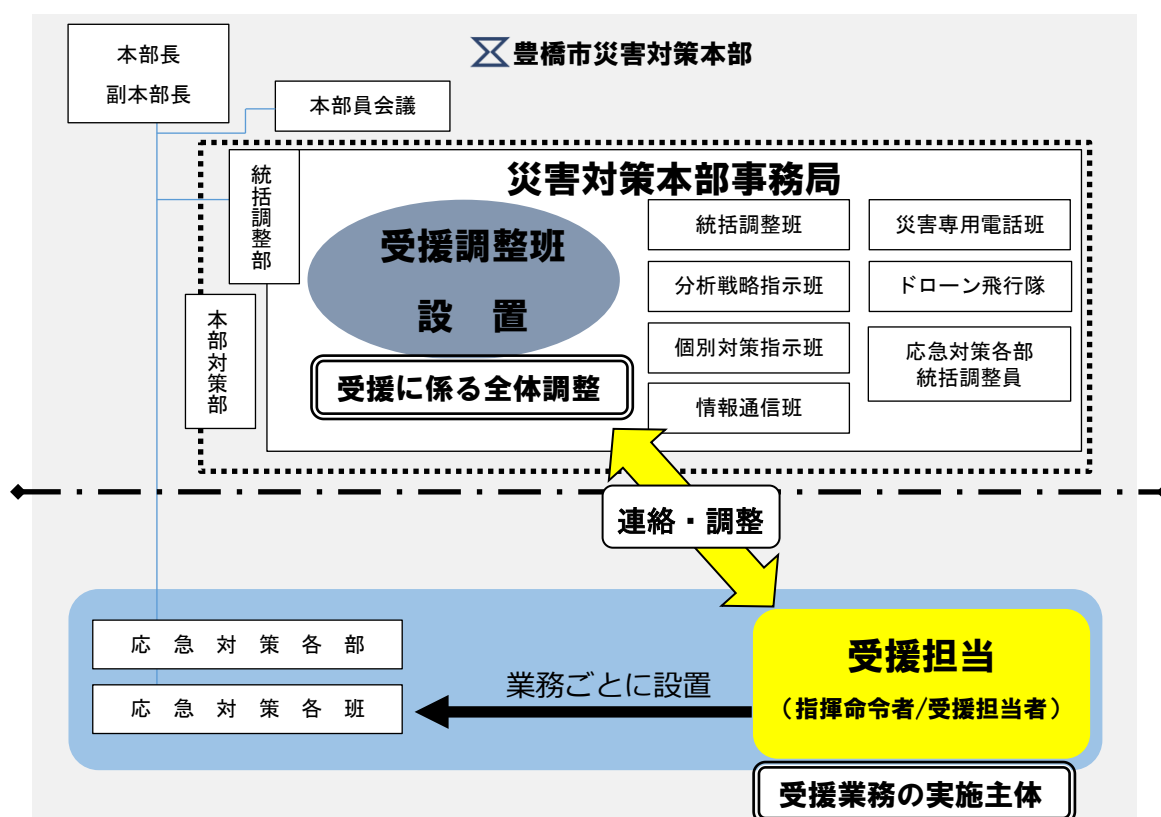 本部長
副本部長
豊橋市災害対策本部
本部員会議
統括調整部
災害対策本部事務局
受援調整班
設 置
受援に係る全体調整
統括調整班
分析戦略指示班
個別対策指示班
情報通信班
災害専用電話班
ドローン飛行隊
応急対策各部
統括調整員
本部対策部
連絡・調整
応 急 対 策 各 部
応 急 対 策 各 班
業務ごとに設置
受援担当
（指揮命令者/受援担当者）
受援業務の実施主体